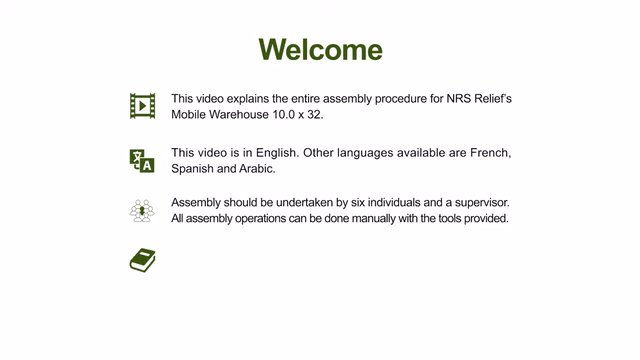 Welcome
This video explains the entire assembly procedure for NRS Relief's
Mobile Warehouse 10.0 x 32.
This video is in English. Other languages available are French,
Spanish and Arabic.
Assembly should be undertaken by six individuals and a supervisor.
All assembly operations can be done manually with the tools provided.